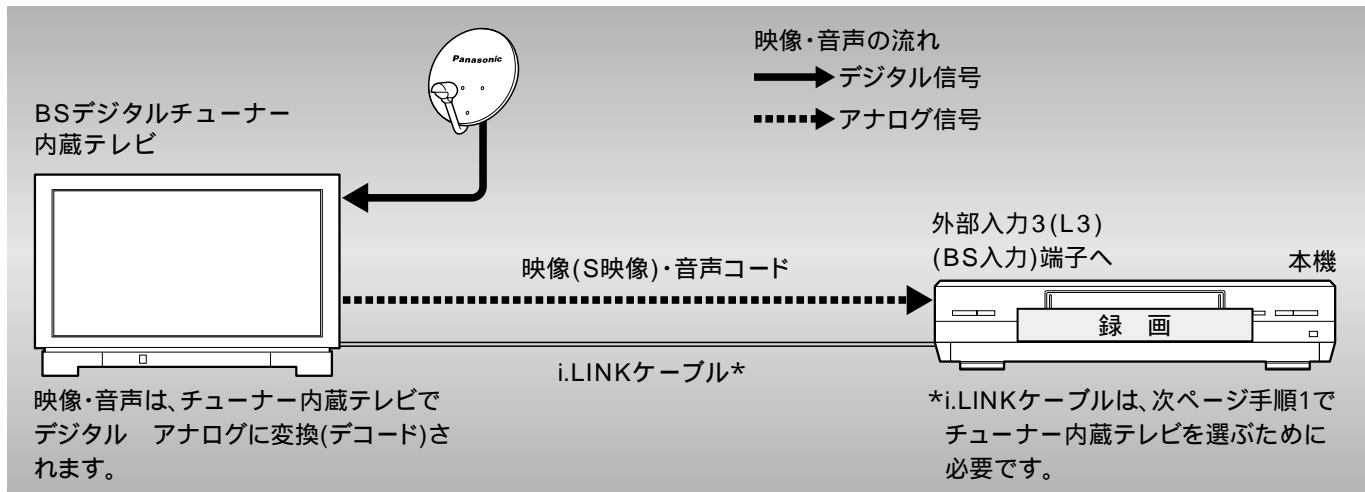 Panasonic
映像・音声の流れ
デジタル信号
アナログ信号
BSデジタルチューナー
内蔵テレビ
外部入力3(L3)
(BS入力)端子へ
本機
映像(S映像)・音声コード
録 画
i.LINKケーブル*
映像・音声は、チューナー内蔵テレビで
デジタル　アナログに変換(デコード)さ
れます。
*i.LINKケーブルは、次ページ手順1で
チューナー内蔵テレビを選ぶために
必要です。